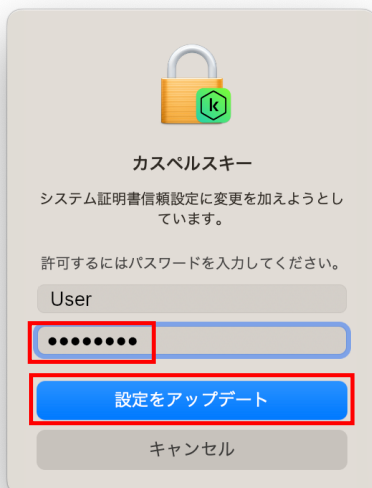 k
カスペルスキー
システム証明書信頼設定に変更を加えようとし
ています。
許可するにはパスワードを入力してください。
User
●●●●●●●●
設定をアップデート
キャンセル